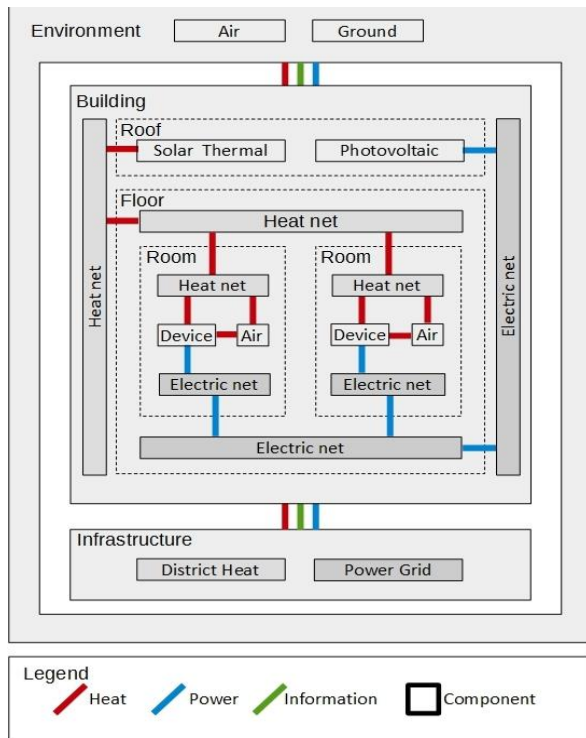 Environment
Air
Ground
Building
Roof
Solar Thermal
Photovoltaic
Floor
Heat net
Heat net
Electric net
Room
Room
Heat net
Heat net
Device
Air
Device
Air
Electric net
Electric net
Electric net
Infrastructure
District Heat
Power Grid
Legend
Heat
Power
Information
Component